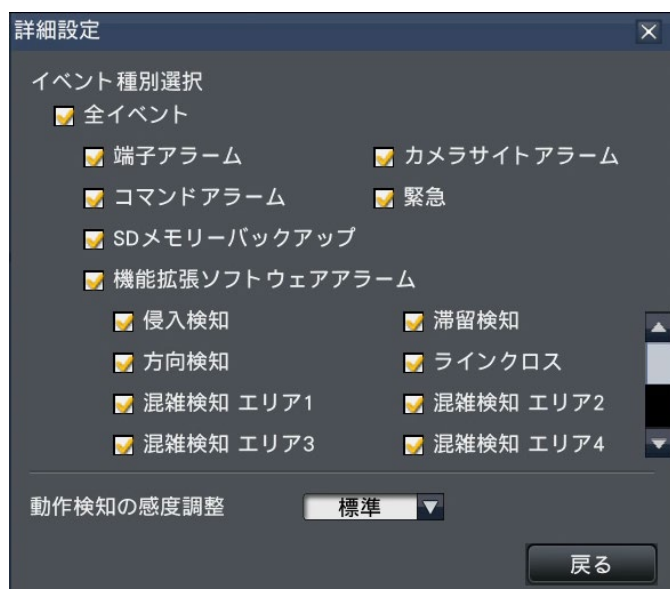 詳細設定
イベント種別選択
全イベント
端子アラーム カメラサイトアラーム
コマンドアラーム 緊急
SDメモリーバックアップ
機能拡張ソフトウェアアラーム
侵入検知 滞留検知
方向検知 ラインクロス
混雑検知 エリア1 混雑検知 エリア2
混雑検知 エリア3 混雑検知 エリア4
動作検知の感度調整 標準
戻る